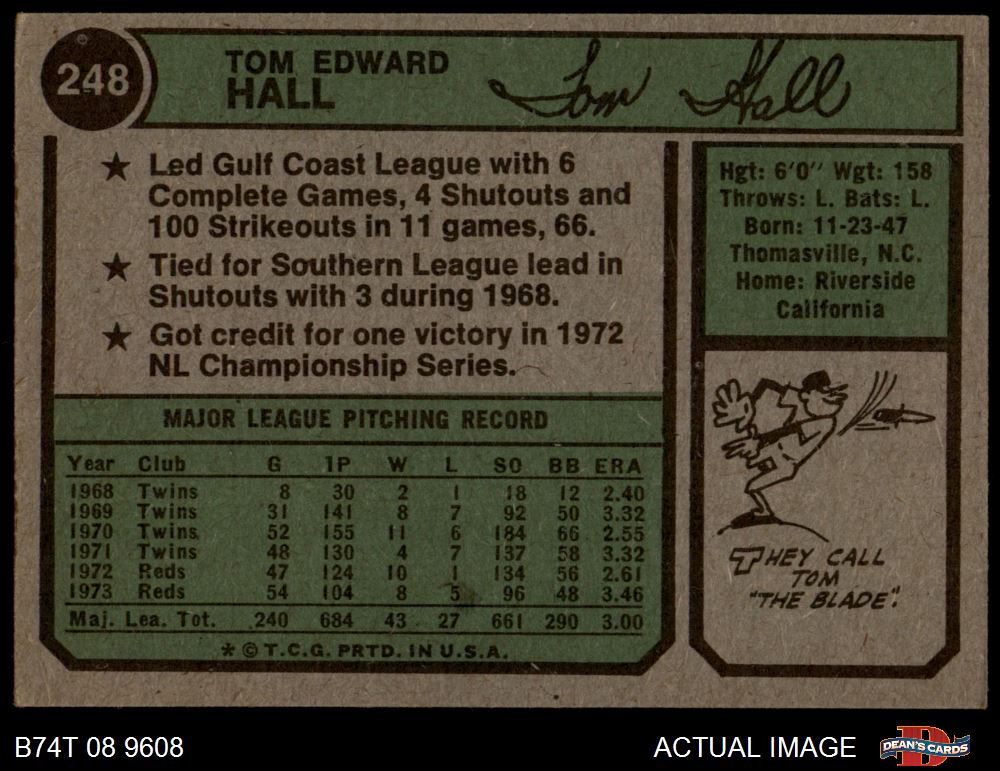 248
TOM EDWARD
HALL
Tom Hall
★ Led Gulf Coast League with 6
Complete Games, 4 Shutouts and
100 Strikeouts in 11 games, 66.
★ Tied for Southern League lead in
Shutouts with 3 during 1968.
★ Got credit for one victory in 1972
NL Championship Series.
Hgt: 6'0'' Wgt: 158
Throws: L. Bats: L.
Born: 11-23-47
Thomasville, N.C.
Home: Riverside
California
MAJOR LEAGUE PITCHING RECORD
Year Club G IP W L SO BB ERA
1968 Twins 8 30 2 1 18 12 2.40
1969 Twins 31 141 8 7 92 50 3.32
1970 Twins 52 155 11 6 184 66 2.55
1971 Twins 48 130 4 7 137 58 3.32
1972 Reds 47 124 10 1 134 56 2.61
1973 Reds 54 104 8 5 96 48 3.46
Maj. Lea. Tot. 240 684 43 27 661 290 3.00
* © T.C.G. PRTD. IN U.S.A.
THEY CALL
TOM
"THE BLADE".
B74T 08 9608
ACTUAL IMAGE
DEAN'S CARDS